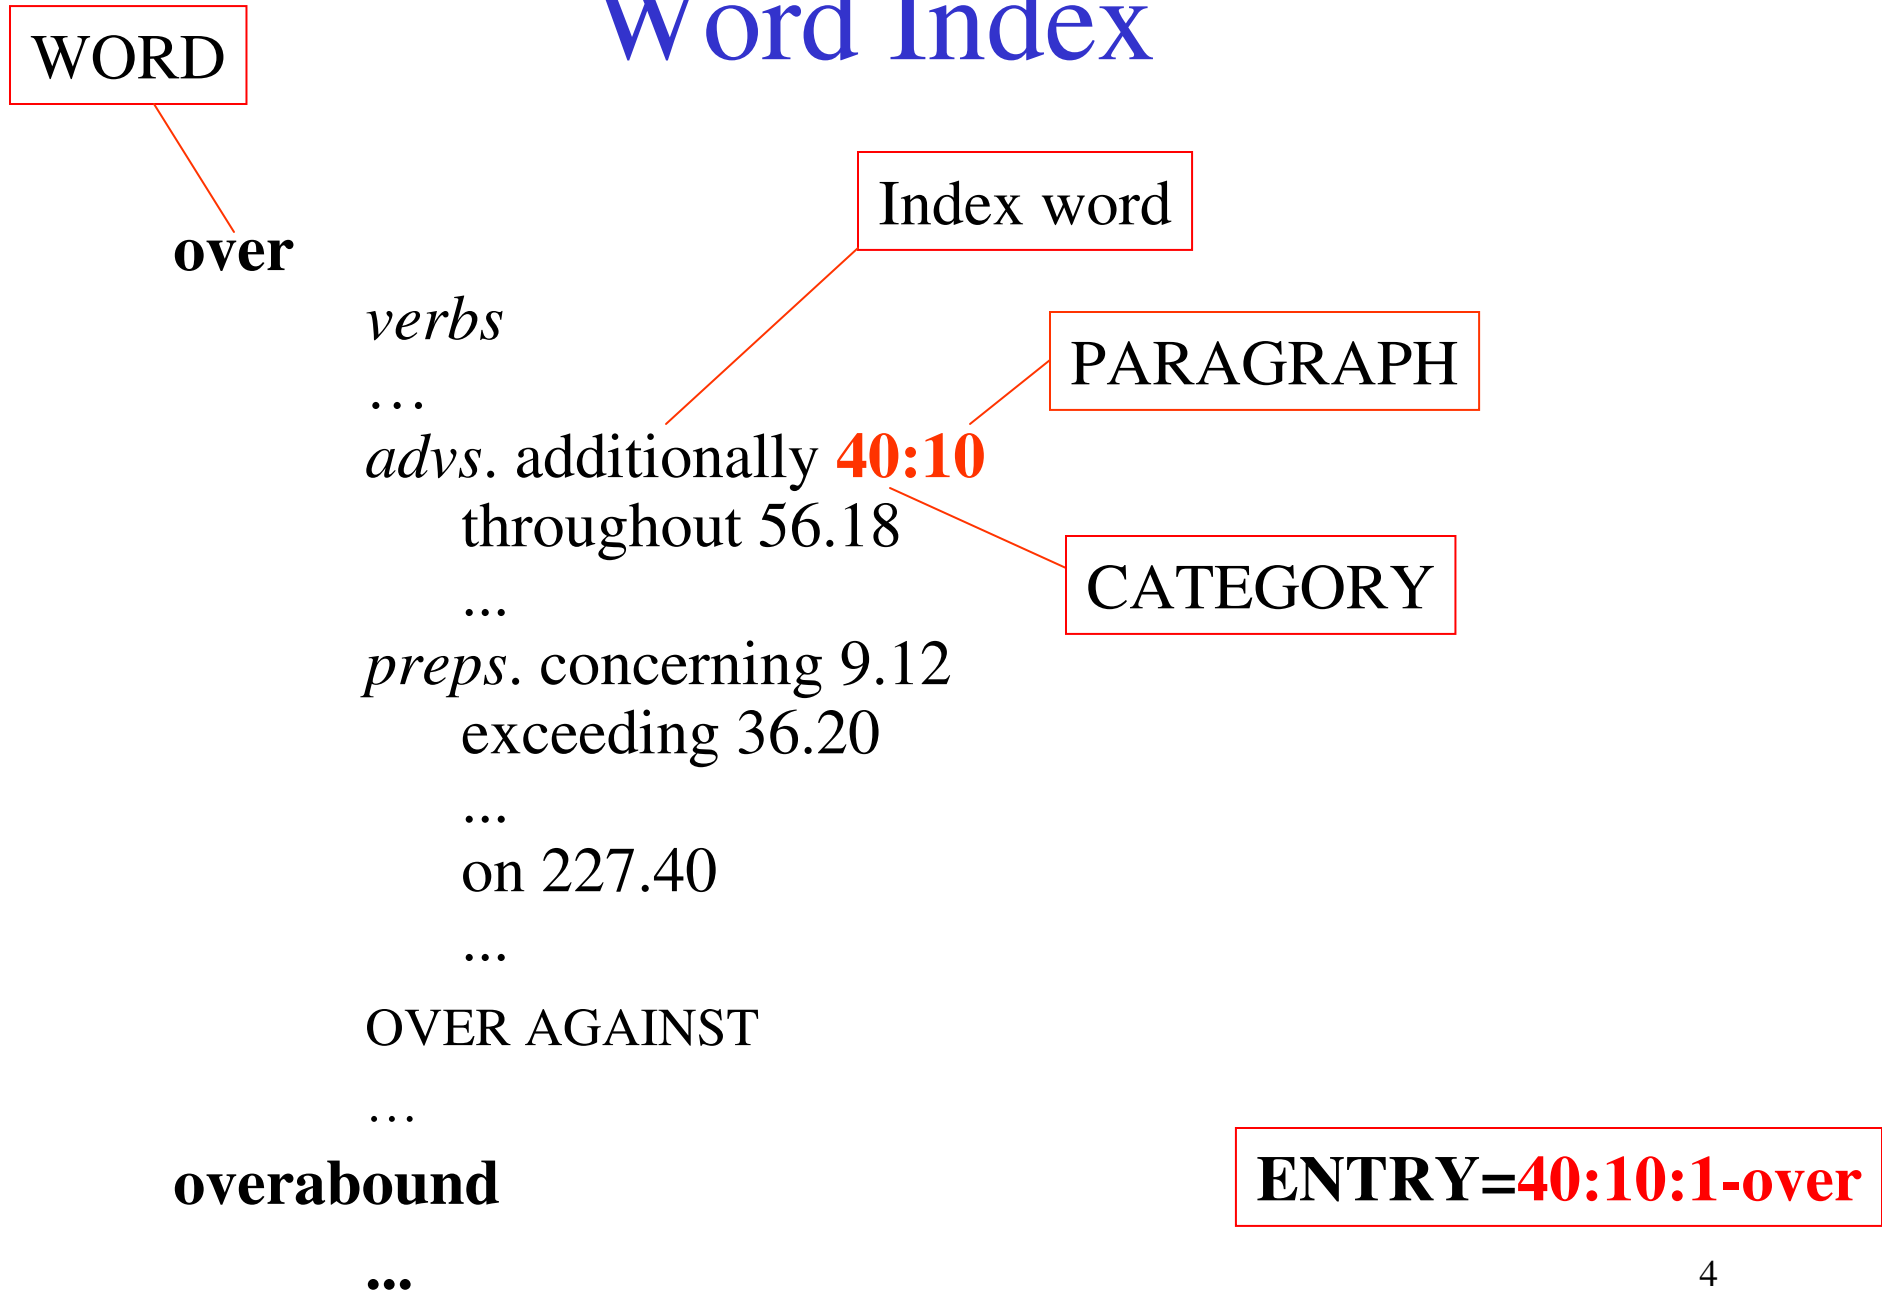 Word Index
WORD
Index word
over
verbs
PARAGRAPH
…
advs. additionally 40:10
throughout 56.18
CATEGORY
...
preps. concerning 9.12
exceeding 36.20
...
on 227.40
...
OVER AGAINST
…
overabound
ENTRY=40:10:1-over
...
4